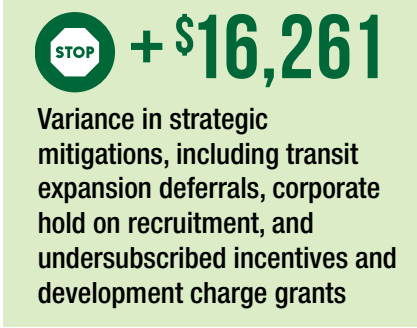 STOP + $16,261
Variance in strategic
mitigations, including transit
expansion deferrals, corporate
hold on recruitment, and
undersubscribed incentives and
development charge grants